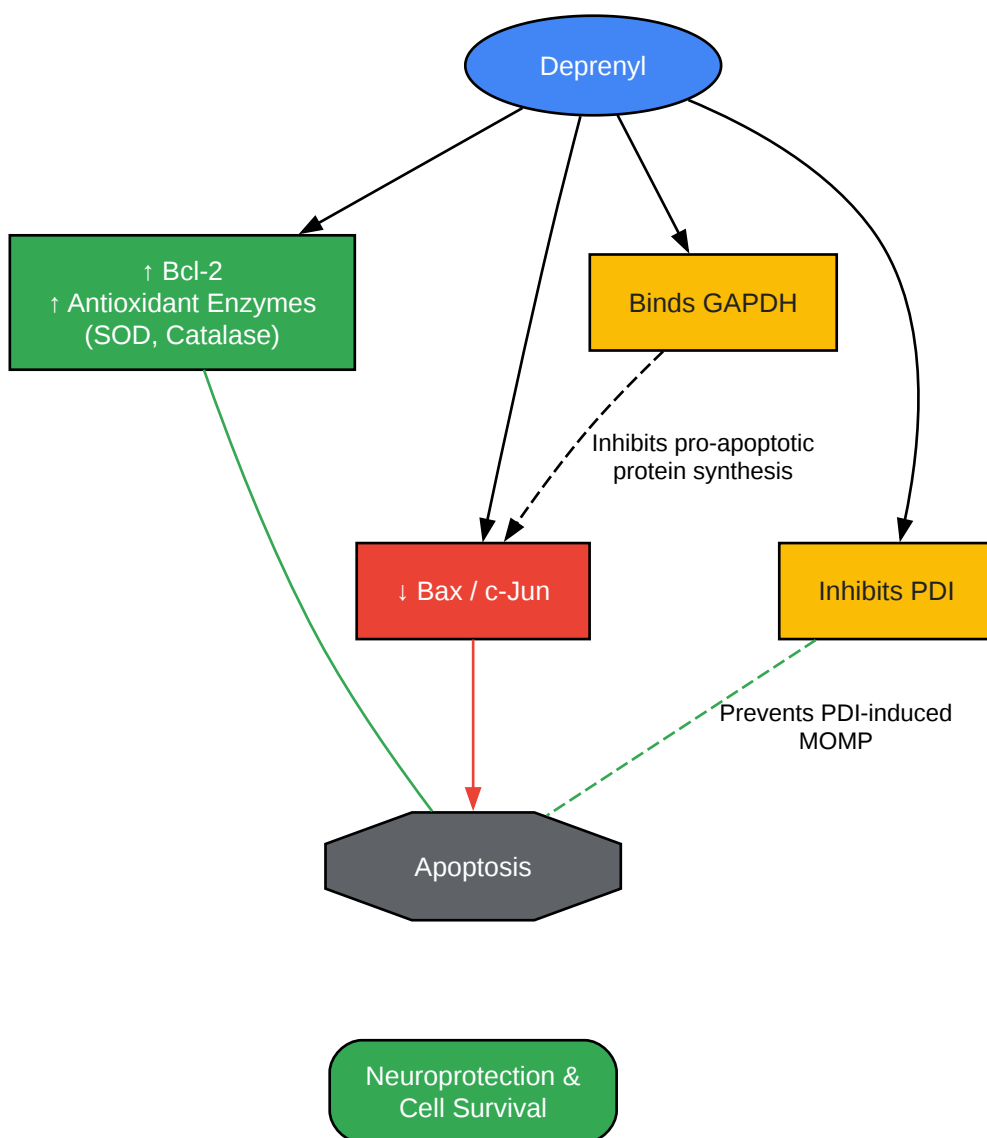 Deprenyl
↑ Bcl-2
↑ Antioxidant Enzymes
(SOD, Catalase)
Binds GAPDH
Inhibits pro-apoptotic
protein synthesis
↓ Bax / c-Jun
Inhibits PDI
Prevents PDI-induced
MOMP
Apoptosis
Neuroprotection &
Cell Survival